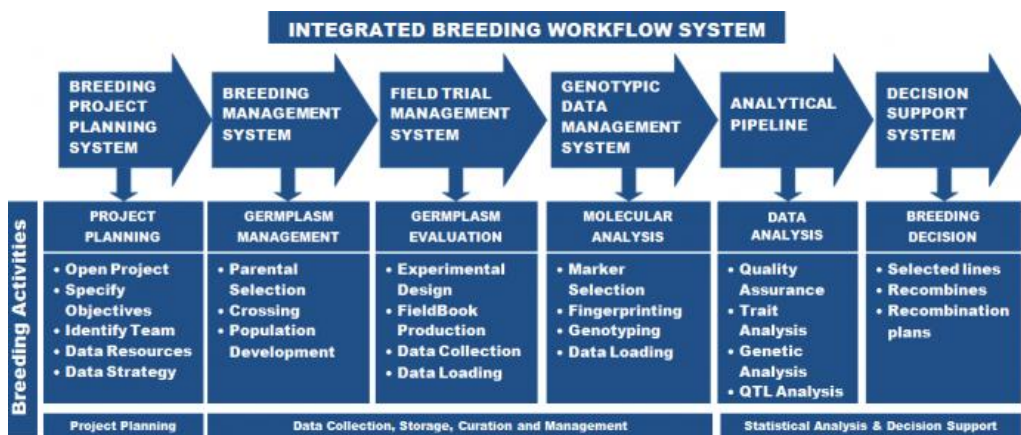 INTEGRATED BREEDING WORKFLOW SYSTEM
BREEDING
PROJECT
PLANNING
SYSTEM
BREEDING
MANAGEMENT
SYSTEM
FIELD TRIAL
MANAGEMENT
SYSTEM
GENOTYPIC
DATA
MANAGEMENT
SYSTEM
ANALYTICAL
PIPELINE
DECISION
SUPPORT
SYSTEM
Breeding Activities
PROJECT
PLANNING
• Open Project
• Specify
Objectives
• Identify Team
• Data Resources
• Data Strategy
GERMPLASM
MANAGEMENT
• Parental
Selection
• Crossing
• Population
Development
GERMPLASM
EVALUATION
• Experimental
Design
• FieldBook
Production
• Data Collection
• Data Loading
MOLECULAR
ANALYSIS
• Marker
Selection
• Fingerprinting
• Genotyping
• Data Loading
DATA
ANALYSIS
• Quality
Assurance
• Trait
Analysis
• Genetic
Analysis
• QTL Analysis
BREEDING
DECISION
• Selected lines
• Recombines
• Recombination
plans
Project Planning
Data Collection, Storage, Curation and Management
Statistical Analysis & Decision Support